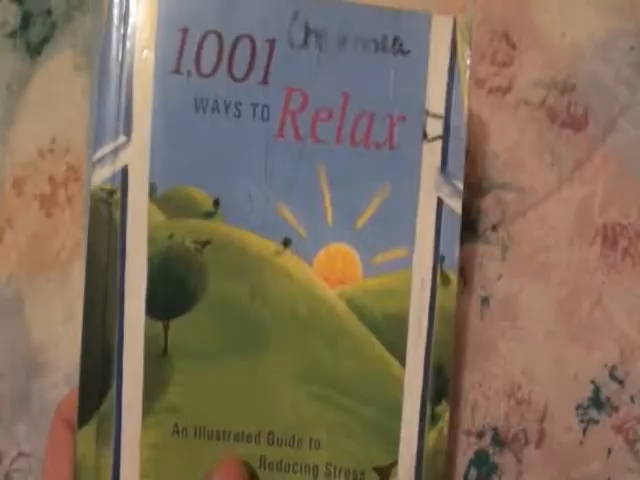 1,001
WAYS TO Relax
An Illustrated Guide to
Reducing Stress